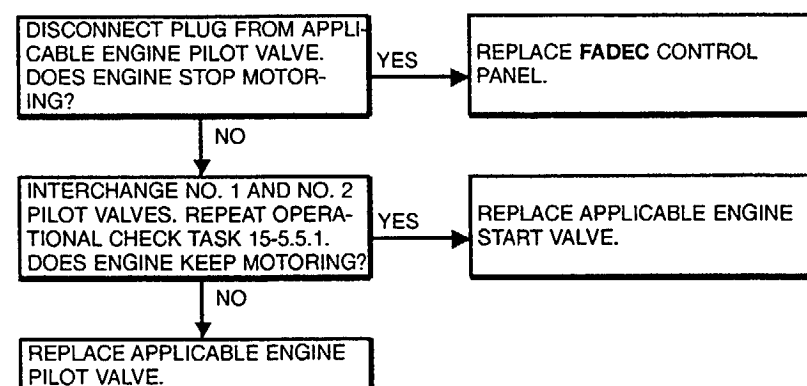 DISCONNECT PLUG FROM APPLI-
CABLE ENGINE PILOT VALVE.
DOES ENGINE STOP MOTOR-
ING?
YES
REPLACE FADEC CONTROL
PANEL.
NO
INTERCHANGE NO. 1 AND NO. 2
PILOT VALVES. REPEAT OPERA-
TIONAL CHECK TASK 15-5.5.1.
DOES ENGINE KEEP MOTORING?
YES
REPLACE APPLICABLE ENGINE
START VALVE.
NO
REPLACE APPLICABLE ENGINE
PILOT VALVE.